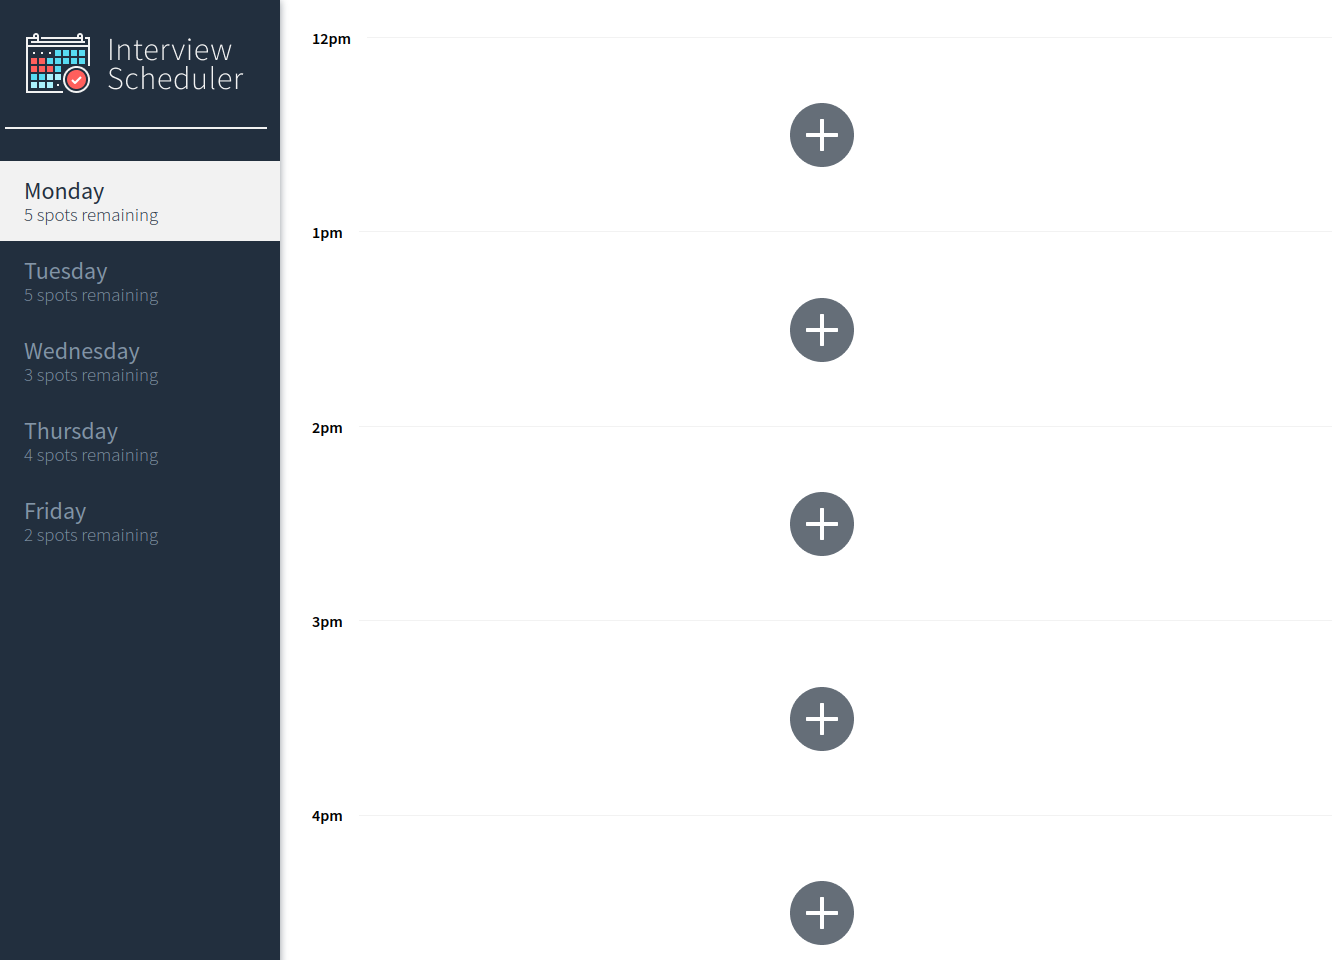 Interview
Scheduler
Monday
5 spots remaining
Tuesday
5 spots remaining
Wednesday
3 spots remaining
Thursday
4 spots remaining
Friday
2 spots remaining
12pm
1pm
2pm
3pm
4pm